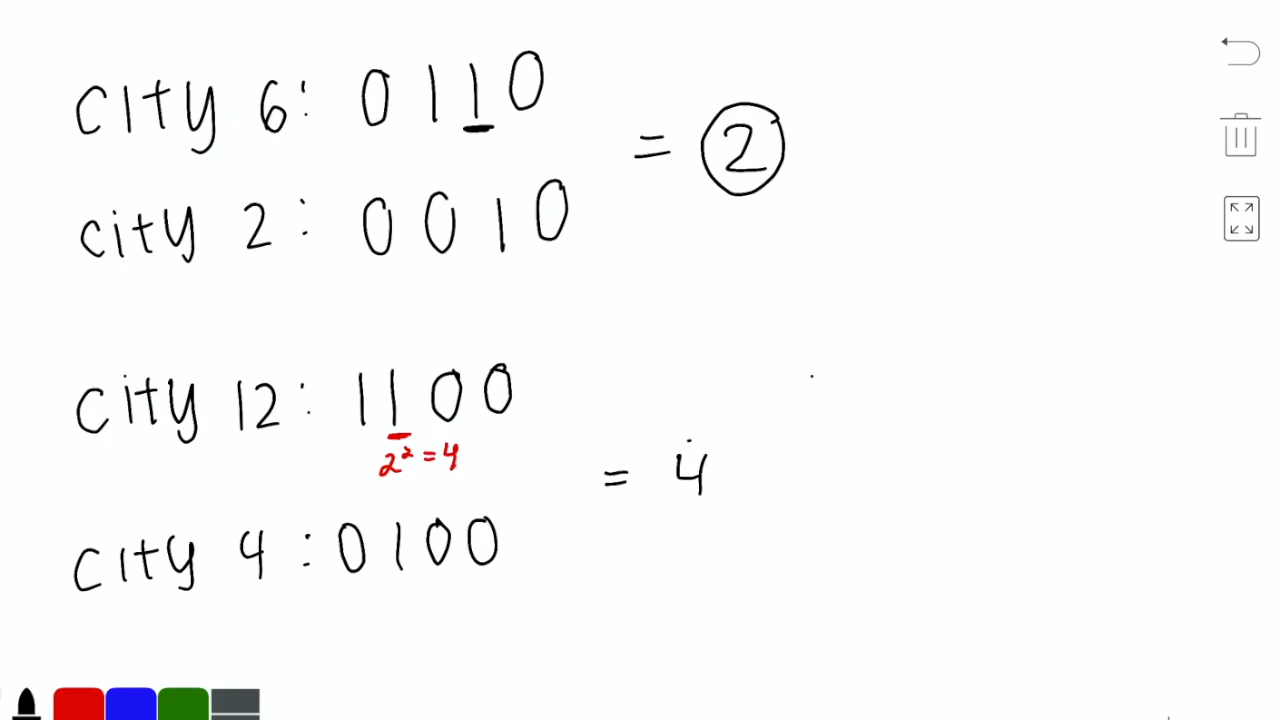 city 6: 0110
= 2
city 2: 0010
city 12: 1100
2² = 4
= 4
city 4: 0100